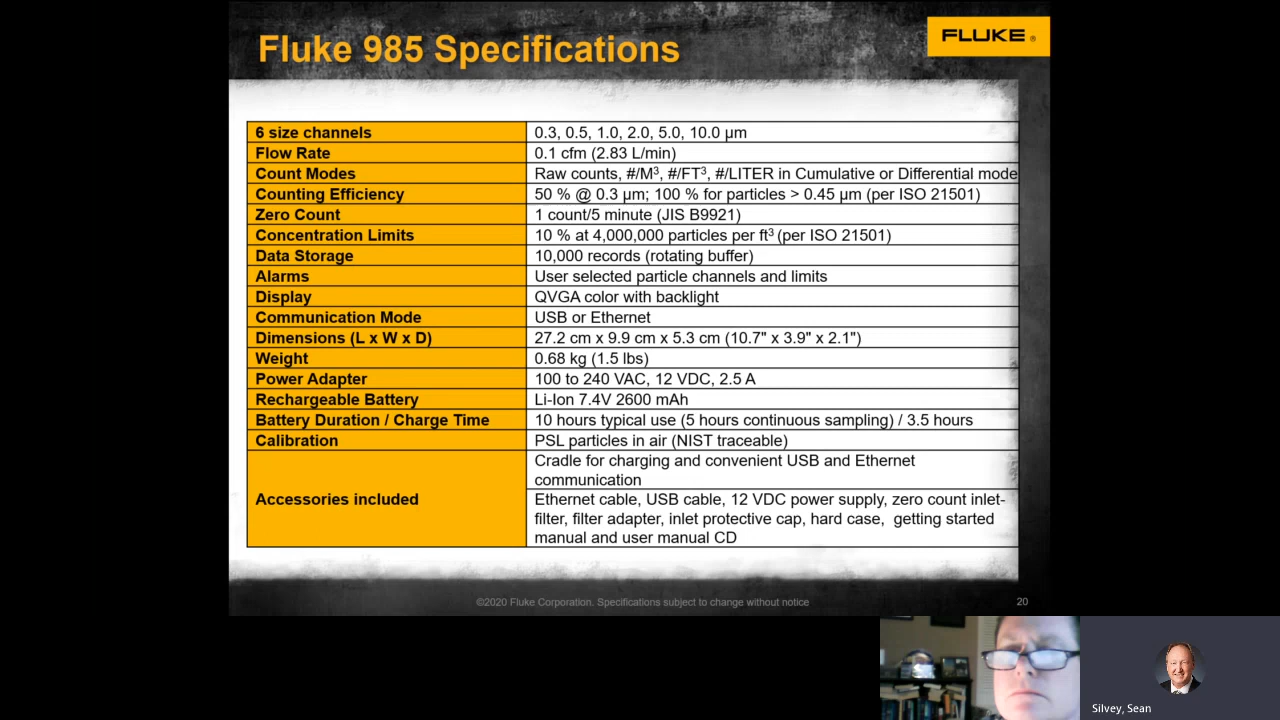 Fluke 985 Specifications
FLUKE®
6 size channels 0.3, 0.5, 1.0, 2.0, 5.0, 10.0 µm
Flow Rate 0.1 cfm (2.83 L/min)
Count Modes Raw counts, #/M³, #/FT³, #/LITER in Cumulative or Differential mode
Counting Efficiency 50 % @ 0.3 µm; 100 % for particles > 0.45 µm (per ISO 21501)
Zero Count 1 count/5 minute (JIS B9921)
Concentration Limits 10 % at 4,000,000 particles per ft³ (per ISO 21501)
Data Storage 10,000 records (rotating buffer)
Alarms User selected particle channels and limits
Display QVGA color with backlight
Communication Mode USB or Ethernet
Dimensions (L x W x D) 27.2 cm x 9.9 cm x 5.3 cm (10.7" x 3.9" x 2.1")
Weight 0.68 kg (1.5 lbs)
Power Adapter 100 to 240 VAC, 12 VDC, 2.5 A
Rechargeable Battery Li-Ion 7.4V 2600 mAh
Battery Duration / Charge Time 10 hours typical use (5 hours continuous sampling) / 3.5 hours
Calibration PSL particles in air (NIST traceable)
Accessories included
Cradle for charging and convenient USB and Ethernet
communication
Ethernet cable, USB cable, 12 VDC power supply, zero count inlet-
filter, filter adapter, inlet protective cap, hard case, getting started
manual and user manual CD
©2020 Fluke Corporation. Specifications subject to change without notice
20
Silvey, Sean